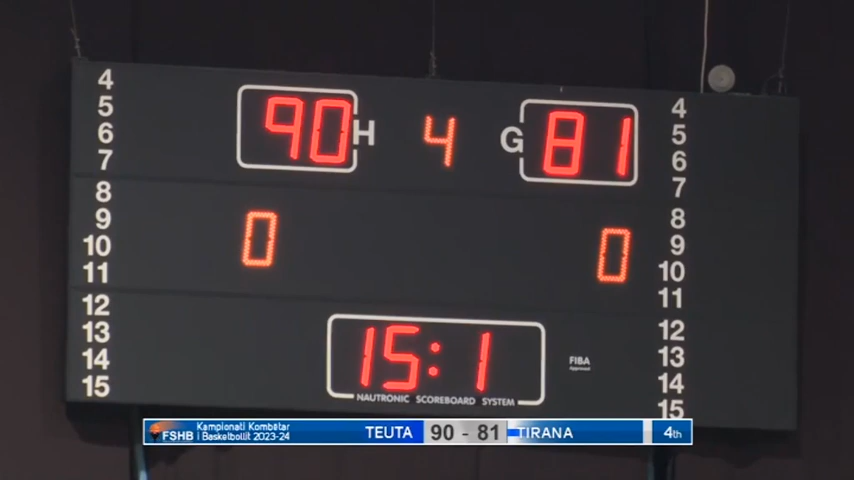 4 90 H 4 G 81 4
5 5
6 6
7 7
8 8
9 0 0 9
10 10
11 11
12 12
13 15:1 FIBA 13
Approved
14 14
15 NAUTRONIC SCOREBOARD SYSTEM 15
FSHB Kampionati Kombëtar
i Basketbollit 2023-24
TEUTA 90 - 81 TIRANA 4th